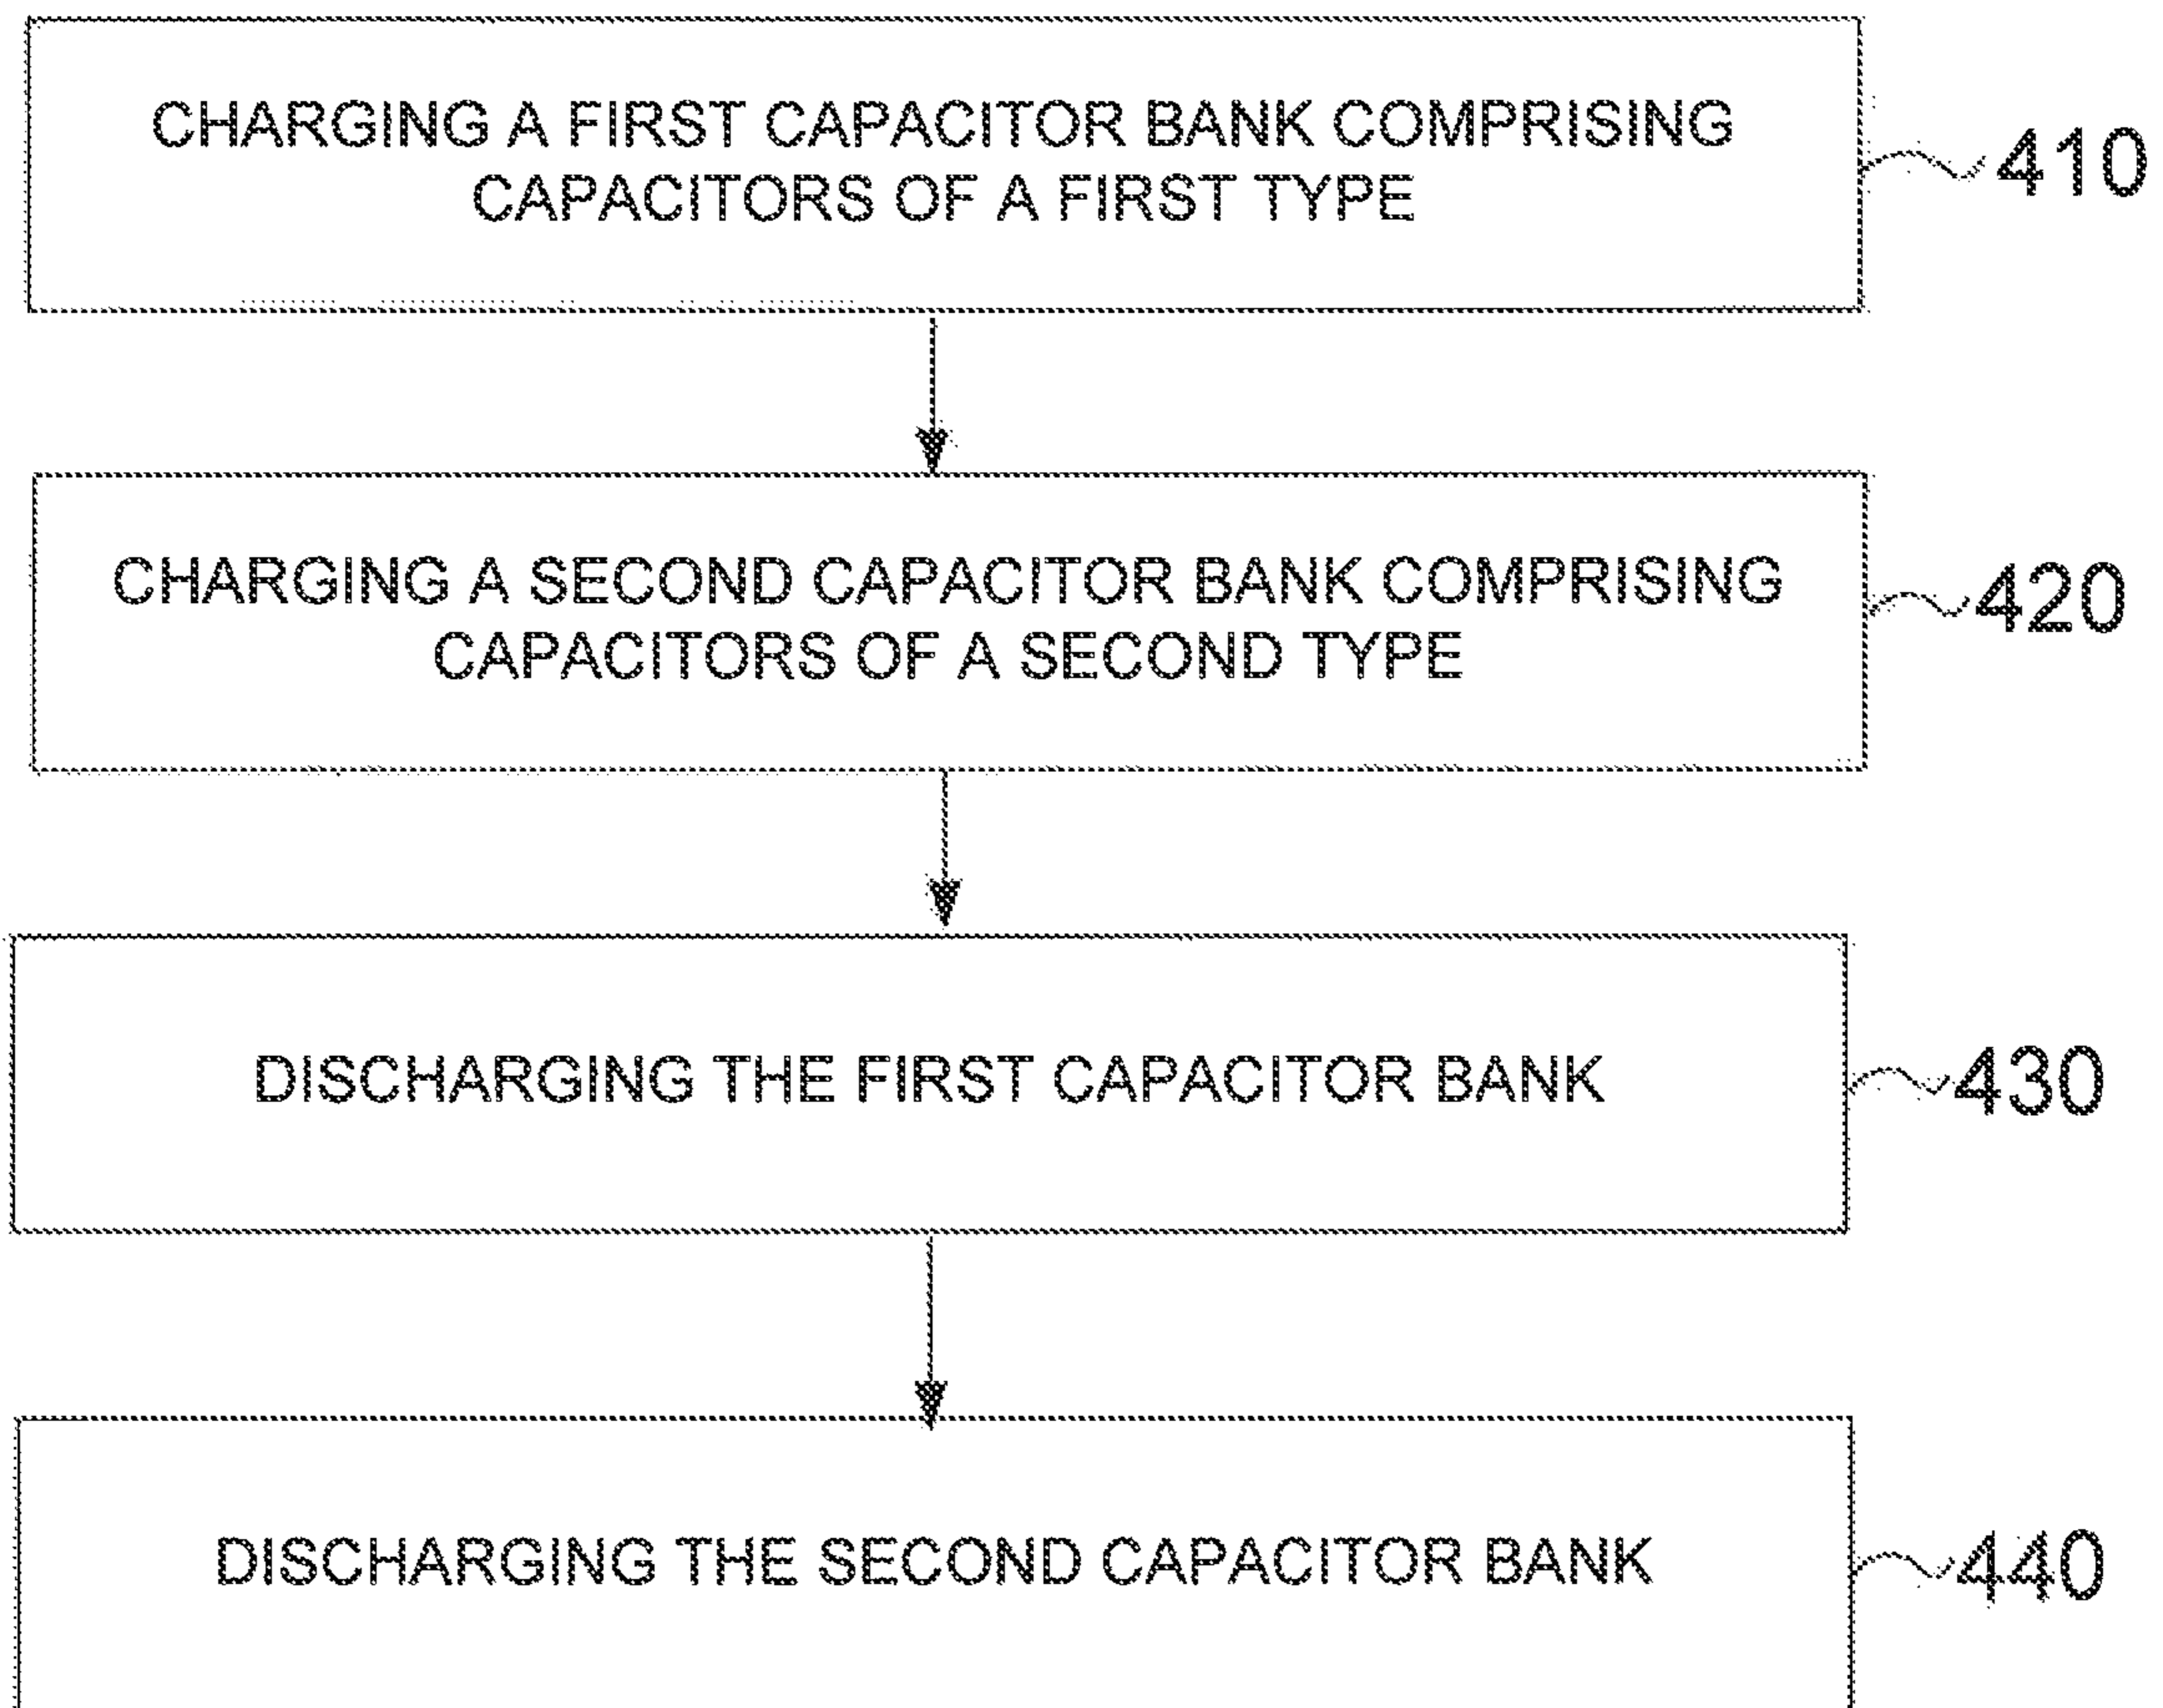 CHARGING A FIRST CAPACITOR BANK COMPRISING
CAPACITORS OF A FIRST TYPE
410
CHARGING A SECOND CAPACITOR BANK COMPRISING
CAPACITORS OF A SECOND TYPE
420
DISCHARGING THE FIRST CAPACITOR BANK
430
DISCHARGING THE SECOND CAPACITOR BANK
440